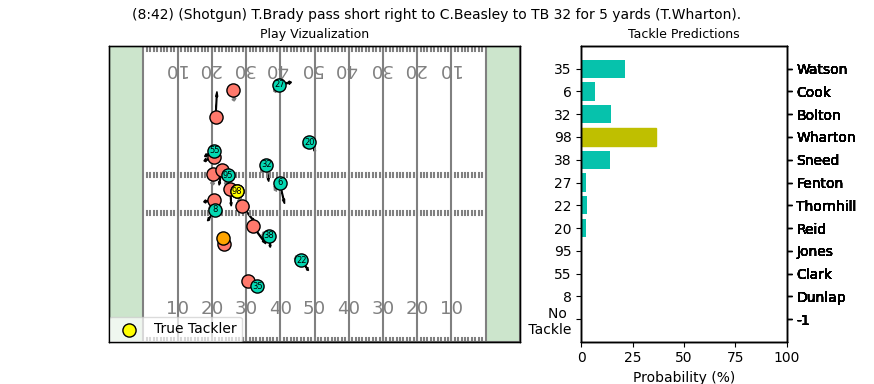 (8:42) (Shotgun) T.Brady pass short right to C.Beasley to TB 32 for 5 yards (T.Wharton).
Play Vizualization
Tackle Predictions
10 20 30 40 50 40 30 20 10
27
20
55
32
95
6
98
8
38
22
35
10 20 30 40 50 40 30 20 10
True Tackler
35 Watson
6 Cook
32 Bolton
98 Wharton
38 Sneed
27 Fenton
22 Thornhill
20 Reid
95 Jones
55 Clark
8 Dunlap
No Tackle -1
0 25 50 75 100
Probability (%)